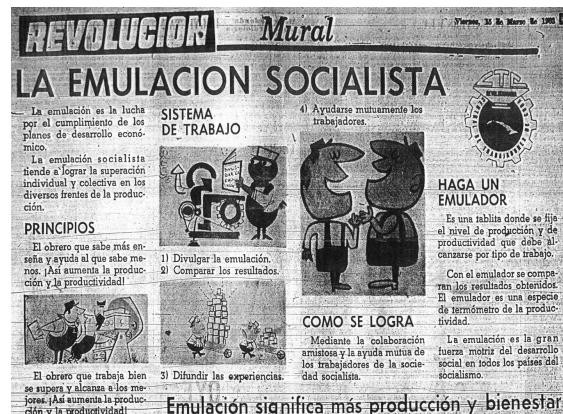 REVOLUCION
Mural
Viernes, 16 de Marzo de 1962
LA EMULACION SOCIALISTA
La emulación es la lucha
por el cumplimiento de los
planes de desarrollo econó-
mico.
La emulación socialista
tiende a lograr la superación
individual y colectiva en los
diversos frentes de la produc-
ción.
PRINCIPIOS
El obrero que sabe más en-
seña y ayuda al que sabe me-
nos. ¡Así aumenta la produc-
ción y la productividad!
El obrero que trabaja bien
se supera y alcanza a los me-
jores. ¡Así aumenta la produc-
ción y la productividad!
SISTEMA
DE TRABAJO
1) Divulgar la emulación.
2) Comparar los resultados.
3) Difundir las experiencias.
4) Ayudarse mutuamente los
trabajadores.
COMO SE LOGRA
Mediante la colaboración
amistosa y la ayuda mutua de
los trabajadores de la socie-
dad socialista.
CTC
HAGA UN
EMULADOR
Es una tablita donde se fija
el nivel de producción y de
productividad que debe al-
canzarse por tipo de trabajo.
Con el emulador se compa-
ran los resultados obtenidos.
El emulador es una especie
de termómetro de la produc-
tividad.
La emulación es la gran
fuerza motriz del desarrollo
social en todos los países del
socialismo.
Emulación significa más producción y bienestar